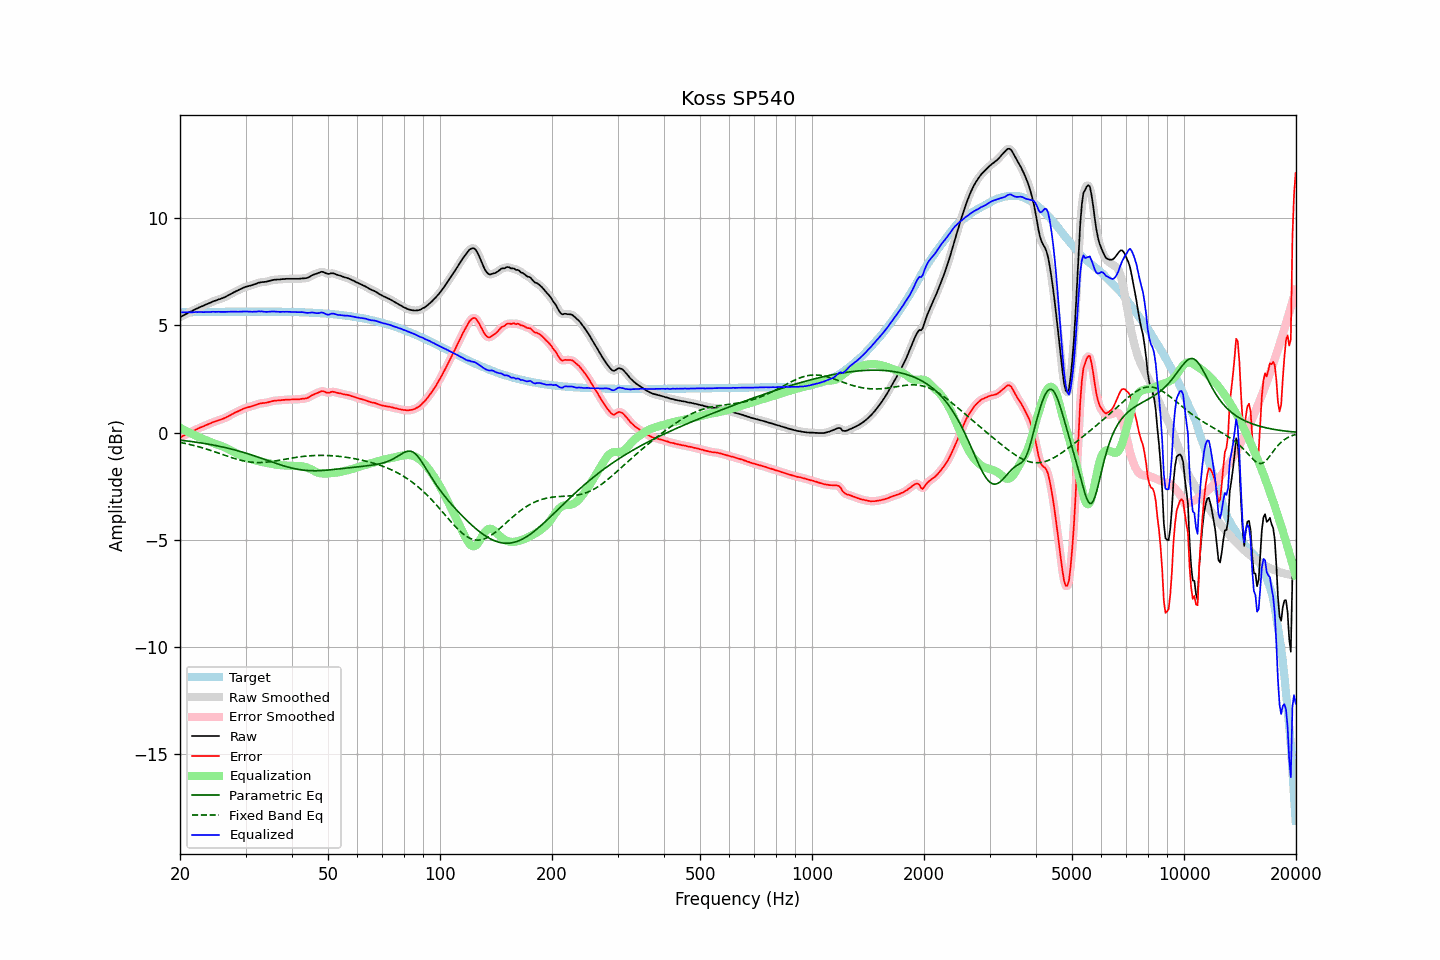 Koss SP540
Amplitude (dBr)
10
5
0
−5
−10
−15
Target
Raw Smoothed
Error Smoothed
Raw
Error
Equalization
Parametric Eq
Fixed Band Eq
Equalized
20 50 100 200 500 1000 2000 5000 10000 20000
Frequency (Hz)